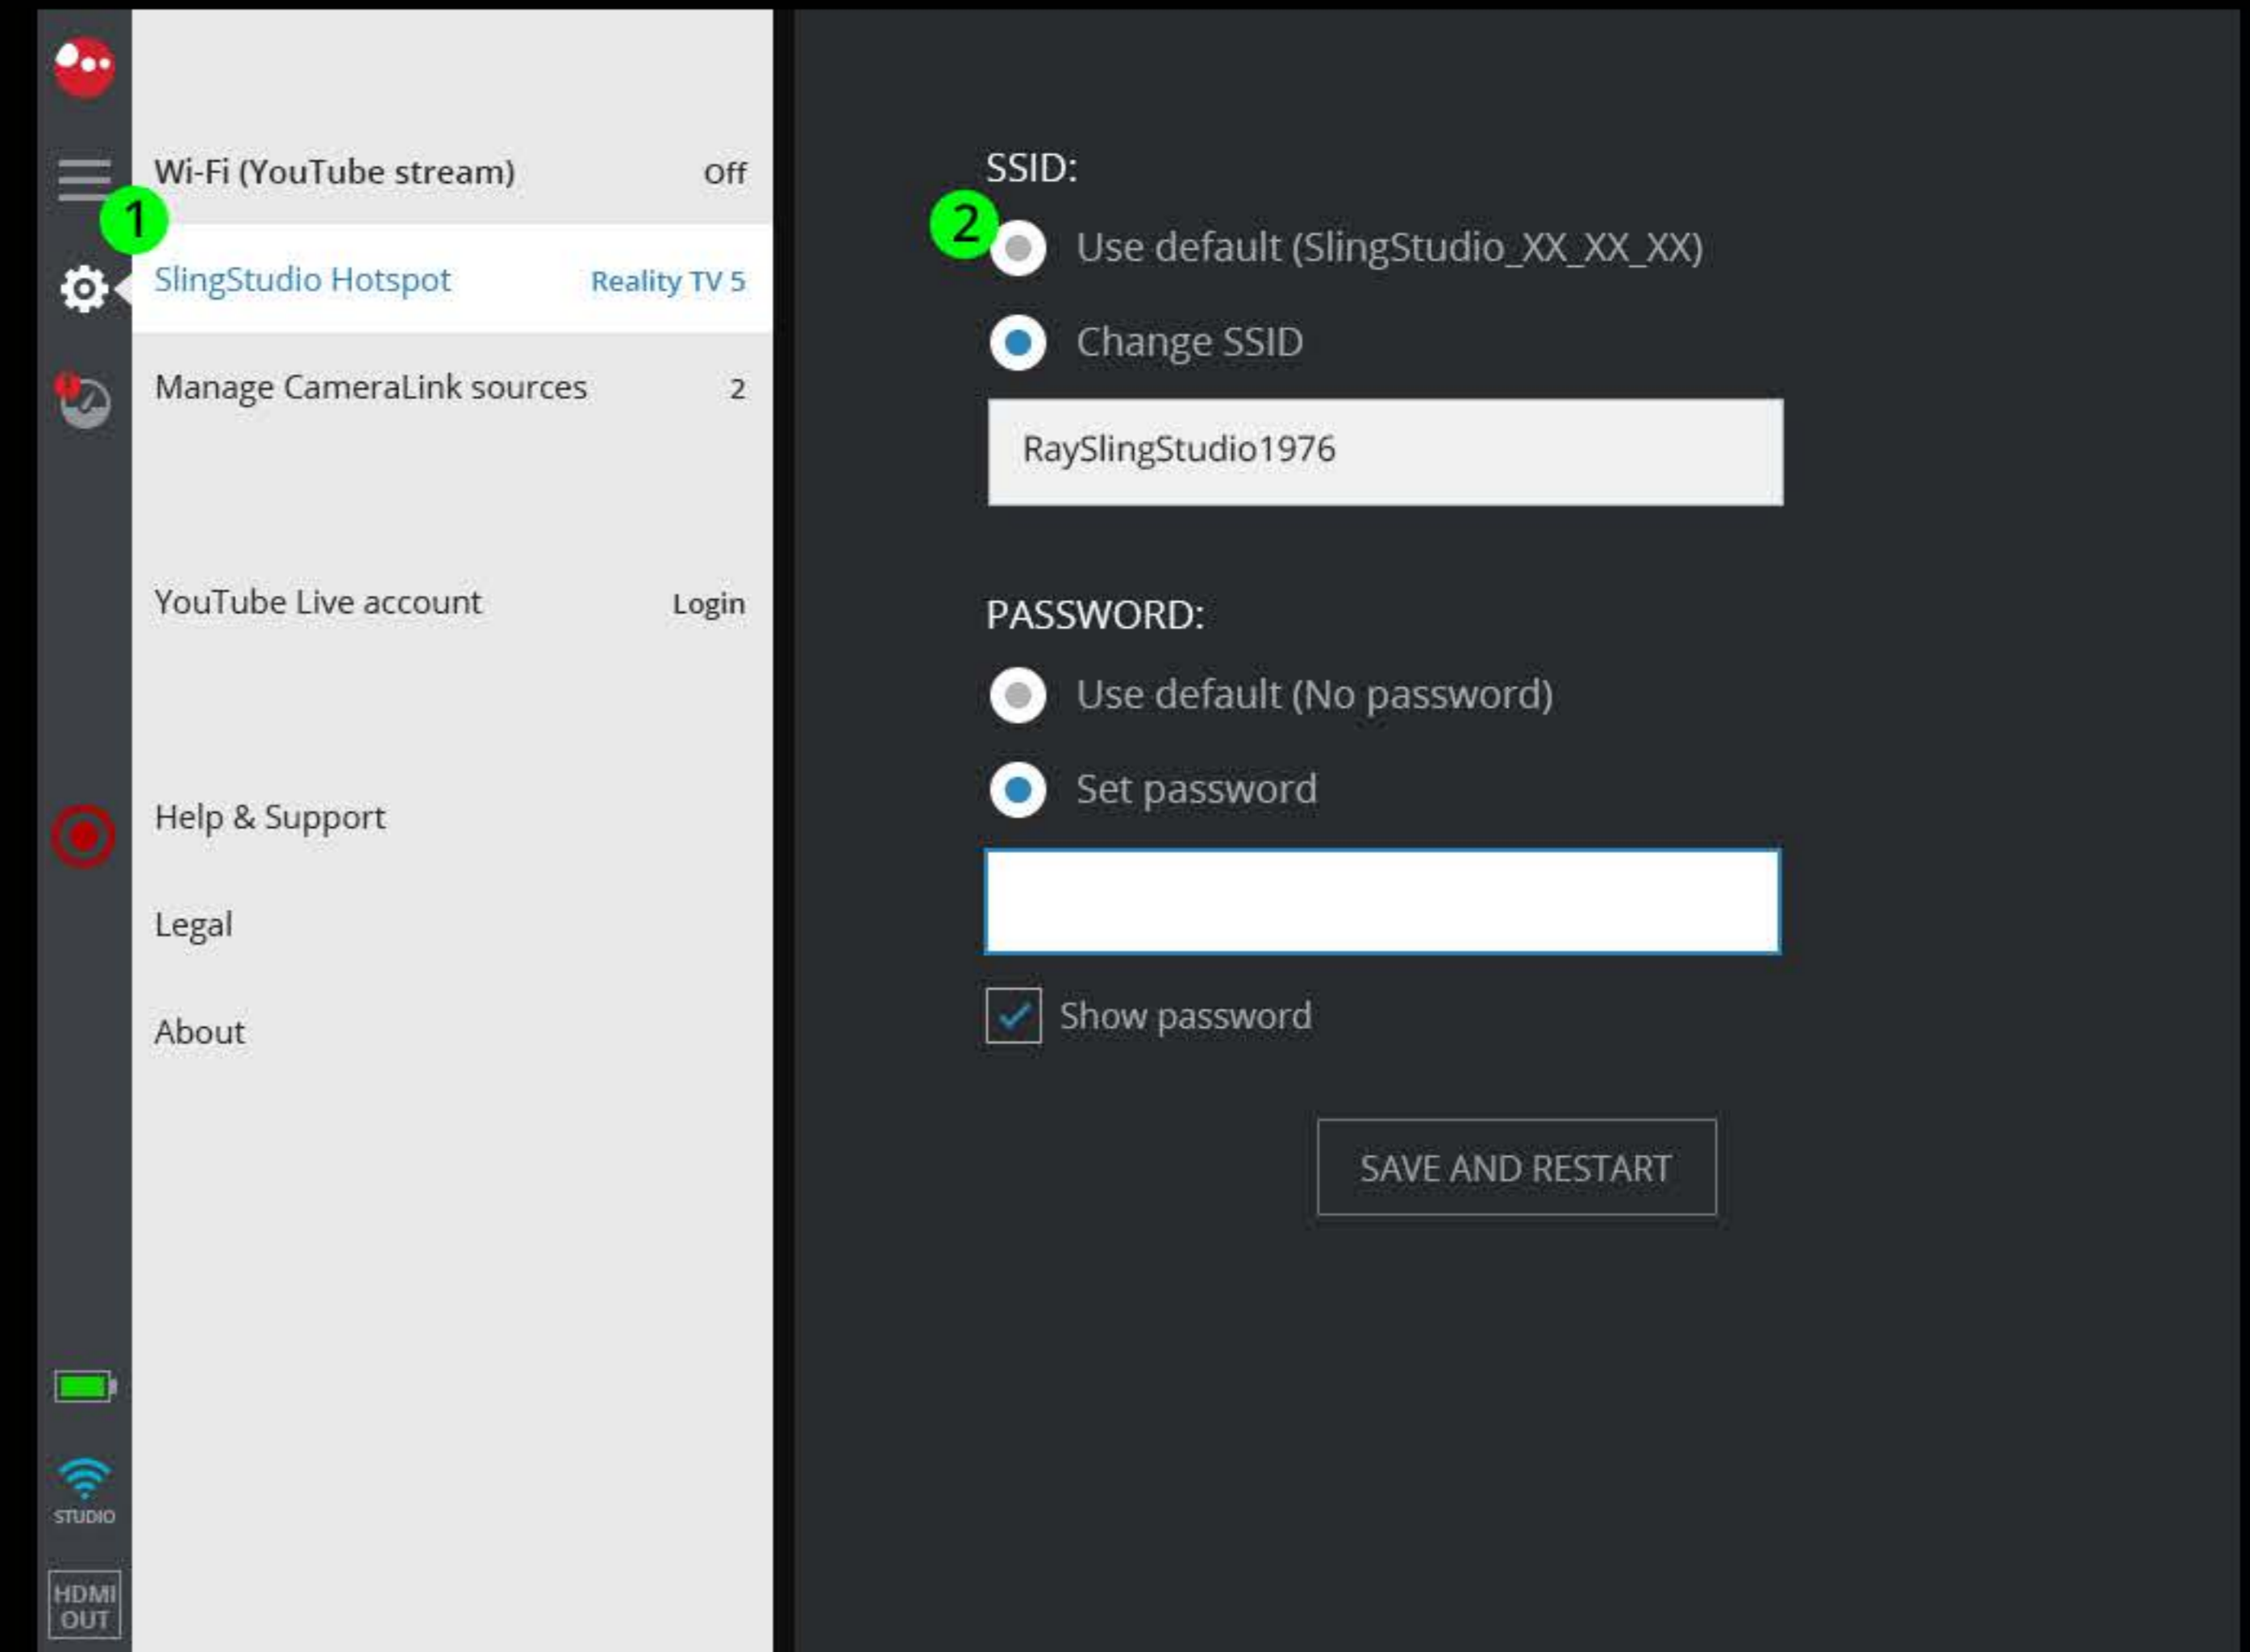 1
Wi-Fi (YouTube stream) Off
SlingStudio Hotspot Reality TV 5
Manage CameraLink sources 2
YouTube Live account Login
Help & Support
Legal
About
STUDIO
HDMI
OUT
SSID:
2
Use default (SlingStudio_XX_XX_XX)
Change SSID
RaySlingStudio1976
PASSWORD:
Use default (No password)
Set password
Show password
SAVE AND RESTART